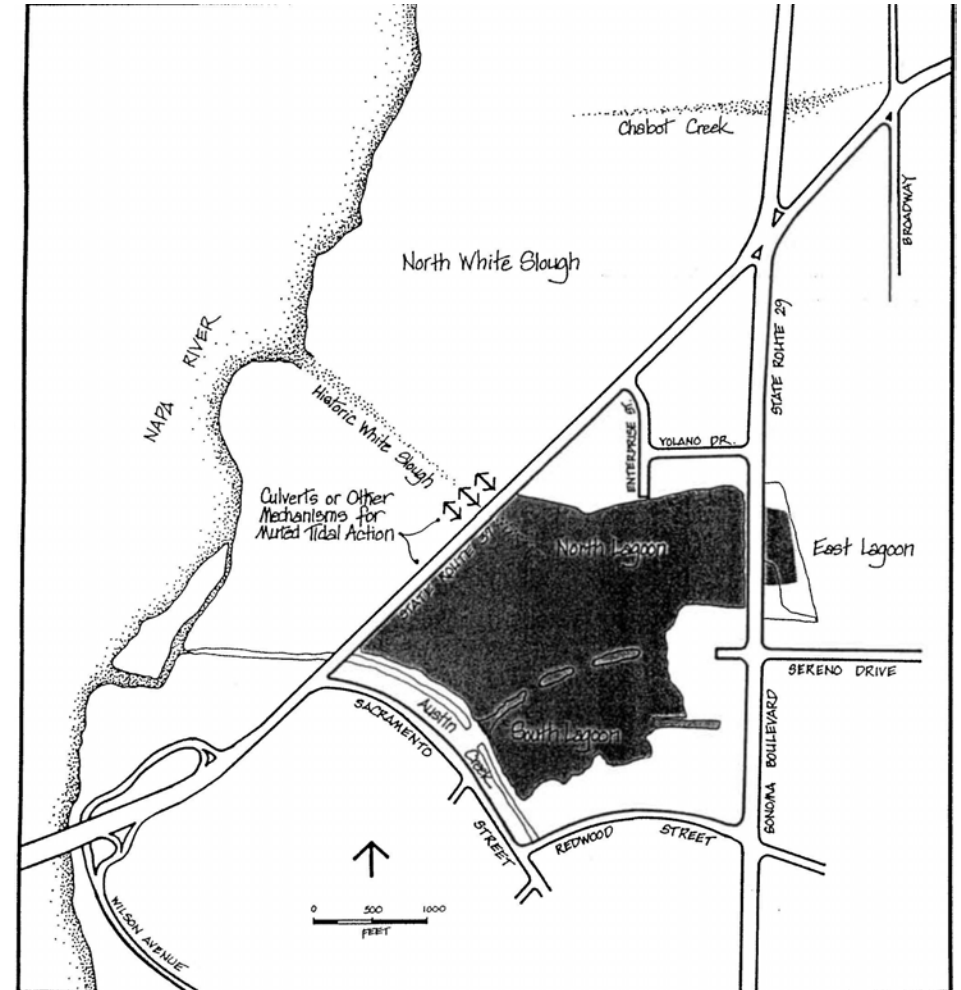 Chabot Creek
BROADWAY
North White Slough
STATE ROUTE 29
NAPA
RIVER
Historic White Slough
ENTERPRISE ST.
YOLANO DR.
Culverts or Other
Mechanisms for
Muted Tidal Action
STATE ROUTE 37
North Lagoon
East Lagoon
SERENO DRIVE
Austin
Creek
South Lagoon
SACRAMENTO
STREET
SONOMA BOULEVARD
REDWOOD STREET
WILSON AVENUE
0 500 1000
FEET